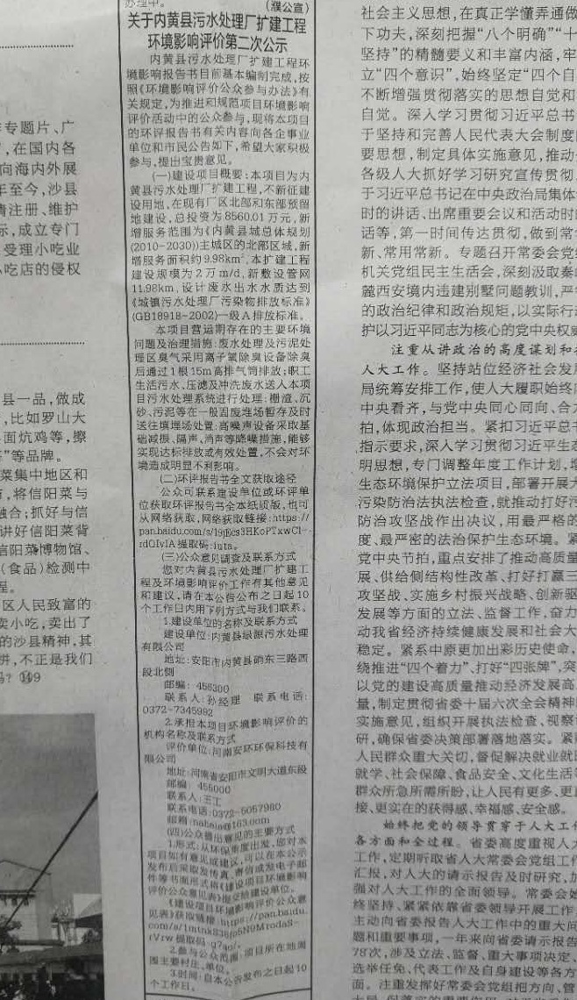 办理中。
(濮公宣)
关于内黄县污水处理厂扩建工程
环境影响评价第二次公示
内黄县污水处理厂扩建工程环
境影响报告书目前基本编制完成,按
照《环境影响评价公众参与办法》有
关规定,为推进和规范项目环境影响
评价活动中的公众参与,现将本项目
的环评报告书有关内容向各企事业
单位和市民公告如下,希望大家积极
参与,提出宝贵意见。
(一)建设项目概要:本项目为内
黄县污水处理厂扩建工程,不新征建
设用地,在现有厂区北部和东部预留
地建设,总投资为8560.01万元,新
增服务范围为《内黄县城总体规划
(2010-2030)》主城区的北部区域,新
增服务面积约9.98km²,本扩建工程
建设规模为2万m/d,新敷设管网
11.98km,设计废水出水水质达到
《城镇污水处理厂污染物排放标准》
(GB18918-2002)一级A排放标准。
本项目营运期存在的主要环境
问题及治理措施:废水处理及污泥处
理区臭气采用离子氧除臭设备除臭
后通过1根15m高排气筒排放;职工
生活污水、压滤及冲洗废水送入本项
目污水处理系统进行处理;栅渣、沉
砂、污泥等在一般固废堆场暂存及时
送往填埋场处置;高噪声设备采取基
础减振、隔声、消声等降噪措施,能够
实现达标排放或有效处置,不会对环
境造成明显不利影响。
(二)环评报告书全文获取途径
公众可联系建设单位或环评单
位获取环评报告书全本纸质版,也可
从网络获取,网络获取链接:https://
提取码:iuta。
(三)公众意见调查及联系方式
您对内黄县污水处理厂扩建工
程及环境影响评价工作有其他意见
和建议,请在本公告公布之日起10
个工作日内用下列方式与我们联系。
1.建设单位的名称及联系方式
建设单位:内黄县绿源污水处理
有限公司
地址:安阳市内黄县硝东三路西
段北侧
邮编:456300
联系人:孙经理 联系电话:
0372-7345992
2.承担本项目环境影响评价的
机构名称及联系方式
评价单位:河南安环环保科技有
限公司
地址:河南省安阳市文明大道东段
邮编:455000
联系人:王工
联系电话:0372-5057980
(四)公众提出意见的主要方式
1.形式:从环保角度出发,您对本
项目如有意见或建议,可以在本公示
发布后采取发传真、寄信或发电子邮
件等书面形式将《建设项目环境影响
评价公众意见表》提交给建设单位。
《建设项目环境影响评价公众意
见表》获取链接:https://pan.baidu.
2.参与公众范围:项目所在地周
围主要村庄、单位。
3.时间:自本公告发布之日起10
个工作日。
专题片、广
,在国内各
向海内外展
年至今,沙县
请注册、维护
示,成立专门
受理小吃业
小吃店的侵权
县一品,做成
,比如罗山大
面炕鸡等,擦
”等品牌。
菜集中地区和
,将信阳菜与
融合;抓好与信
讲好信阳菜背
信阳菜博物馆、
(食品)检测中
程。
区人民致富的
卖小吃,卖出了
的沙县精神,其
拼,不正是我们
吗?⑭9
社会主义思想,在真正学懂弄通做
下功夫,深刻把握“八个明确”“十
坚持”的精髓要义和丰富内涵,牢
立“四个意识”,始终坚定“四个自
不断增强贯彻落实的思想自觉和
自觉。深入学习贯彻习近平总书
于坚持和完善人民代表大会制度
要思想,制定具体实施意见,推动
各级人大抓好学习研究宣传贯彻。
于习近平总书记在中央政治局集体
时的讲话、出席重要会议和活动时
话等,第一时间传达贯彻,做到常
新、常用常新。专题召开常委会党
机关党组民主生活会,深刻汲取秦
麓西安境内违建别墅问题教训,严
的政治纪律和政治规矩,以实际行
护以习近平同志为核心的党中央权
注重从讲政治的高度谋划和
人大工作。坚持站位经济社会发
局统筹安排工作,使人大履职始终
中央看齐,与党中央同心同向、合
拍,体现政治担当。紧扣习近平总
指示要求,深入学习贯彻习近平生
明思想,专门调整年度工作计划,增
生态环境保护立法项目,部署开展大
污染防治法执法检查,就推动打好污
防治攻坚战作出决议,用最严格的
度、最严密的法治保护生态环境。紧
党中央节拍,重点安排了推动高质量
展、供给侧结构性改革、打好打赢三
攻坚战、实施乡村振兴战略、创新驱
发展等方面的立法、监督工作,奋力
动我省经济持续健康发展和社会大
稳定。紧系中原更加出彩历史使命,
绕推进“四个着力”、打好“四张牌”,突
以党的建设高质量推动经济发展高
量,制定贯彻省委十届六次全会精神
实施意见,组织开展执法检查、视察
研,确保省委决策部署落地落实。紧
人民群众重大关切,督促解决就业就
就学、社会保障、食品安全、文化生活
群众所急所需所盼,让人民有更多、更
接、更实在的获得感、幸福感、安全感。
始终把党的领导贯穿于人大工
各方面和全过程。省委高度重视人大
工作,定期听取省人大常委会党组工作
汇报,对人大的请示报告及时研究,加
强对人大工作的全面领导。常委会始
终坚持、紧紧依靠省委领导开展工作,
主动向省委报告人大工作中的重大问
题和重要事项,一年来向省委请示报告
78次,涉及立法、监督、重大事项决定、
选举任免、代表工作及自身建设等各方
面。注重发挥好常委会党组把方向、管